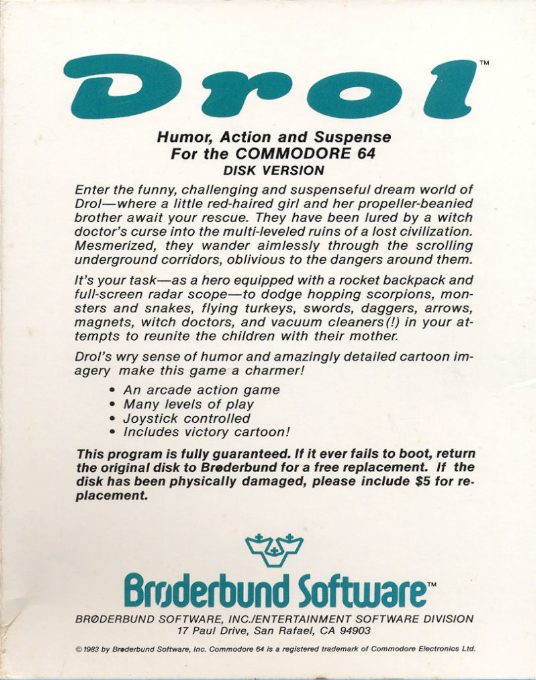 Drol™
Humor, Action and Suspense
For the COMMODORE 64
DISK VERSION
Enter the funny, challenging and suspenseful dream world of
Drol—where a little red-haired girl and her propeller-beanied
brother await your rescue. They have been lured by a witch
doctor's curse into the multi-leveled ruins of a lost civilization.
Mesmerized, they wander aimlessly through the scrolling
underground corridors, oblivious to the dangers around them.
It's your task—as a hero equipped with a rocket backpack and
full-screen radar scope—to dodge hopping scorpions, mon-
sters and snakes, flying turkeys, swords, daggers, arrows,
magnets, witch doctors, and vacuum cleaners(!) in your at-
tempts to reunite the children with their mother.
Drol's wry sense of humor and amazingly detailed cartoon im-
agery make this game a charmer!
• An arcade action game
• Many levels of play
• Joystick controlled
• Includes victory cartoon!
This program is fully guaranteed. If it ever fails to boot, return
the original disk to Brøderbund for a free replacement. If the
disk has been physically damaged, please include $5 for re-
placement.
Brøderbund Software™
BRØDERBUND SOFTWARE, INC./ENTERTAINMENT SOFTWARE DIVISION
17 Paul Drive, San Rafael, CA 94903
© 1983 by Brøderbund Software, Inc. Commodore 64 is a registered trademark of Commodore Electronics Ltd.